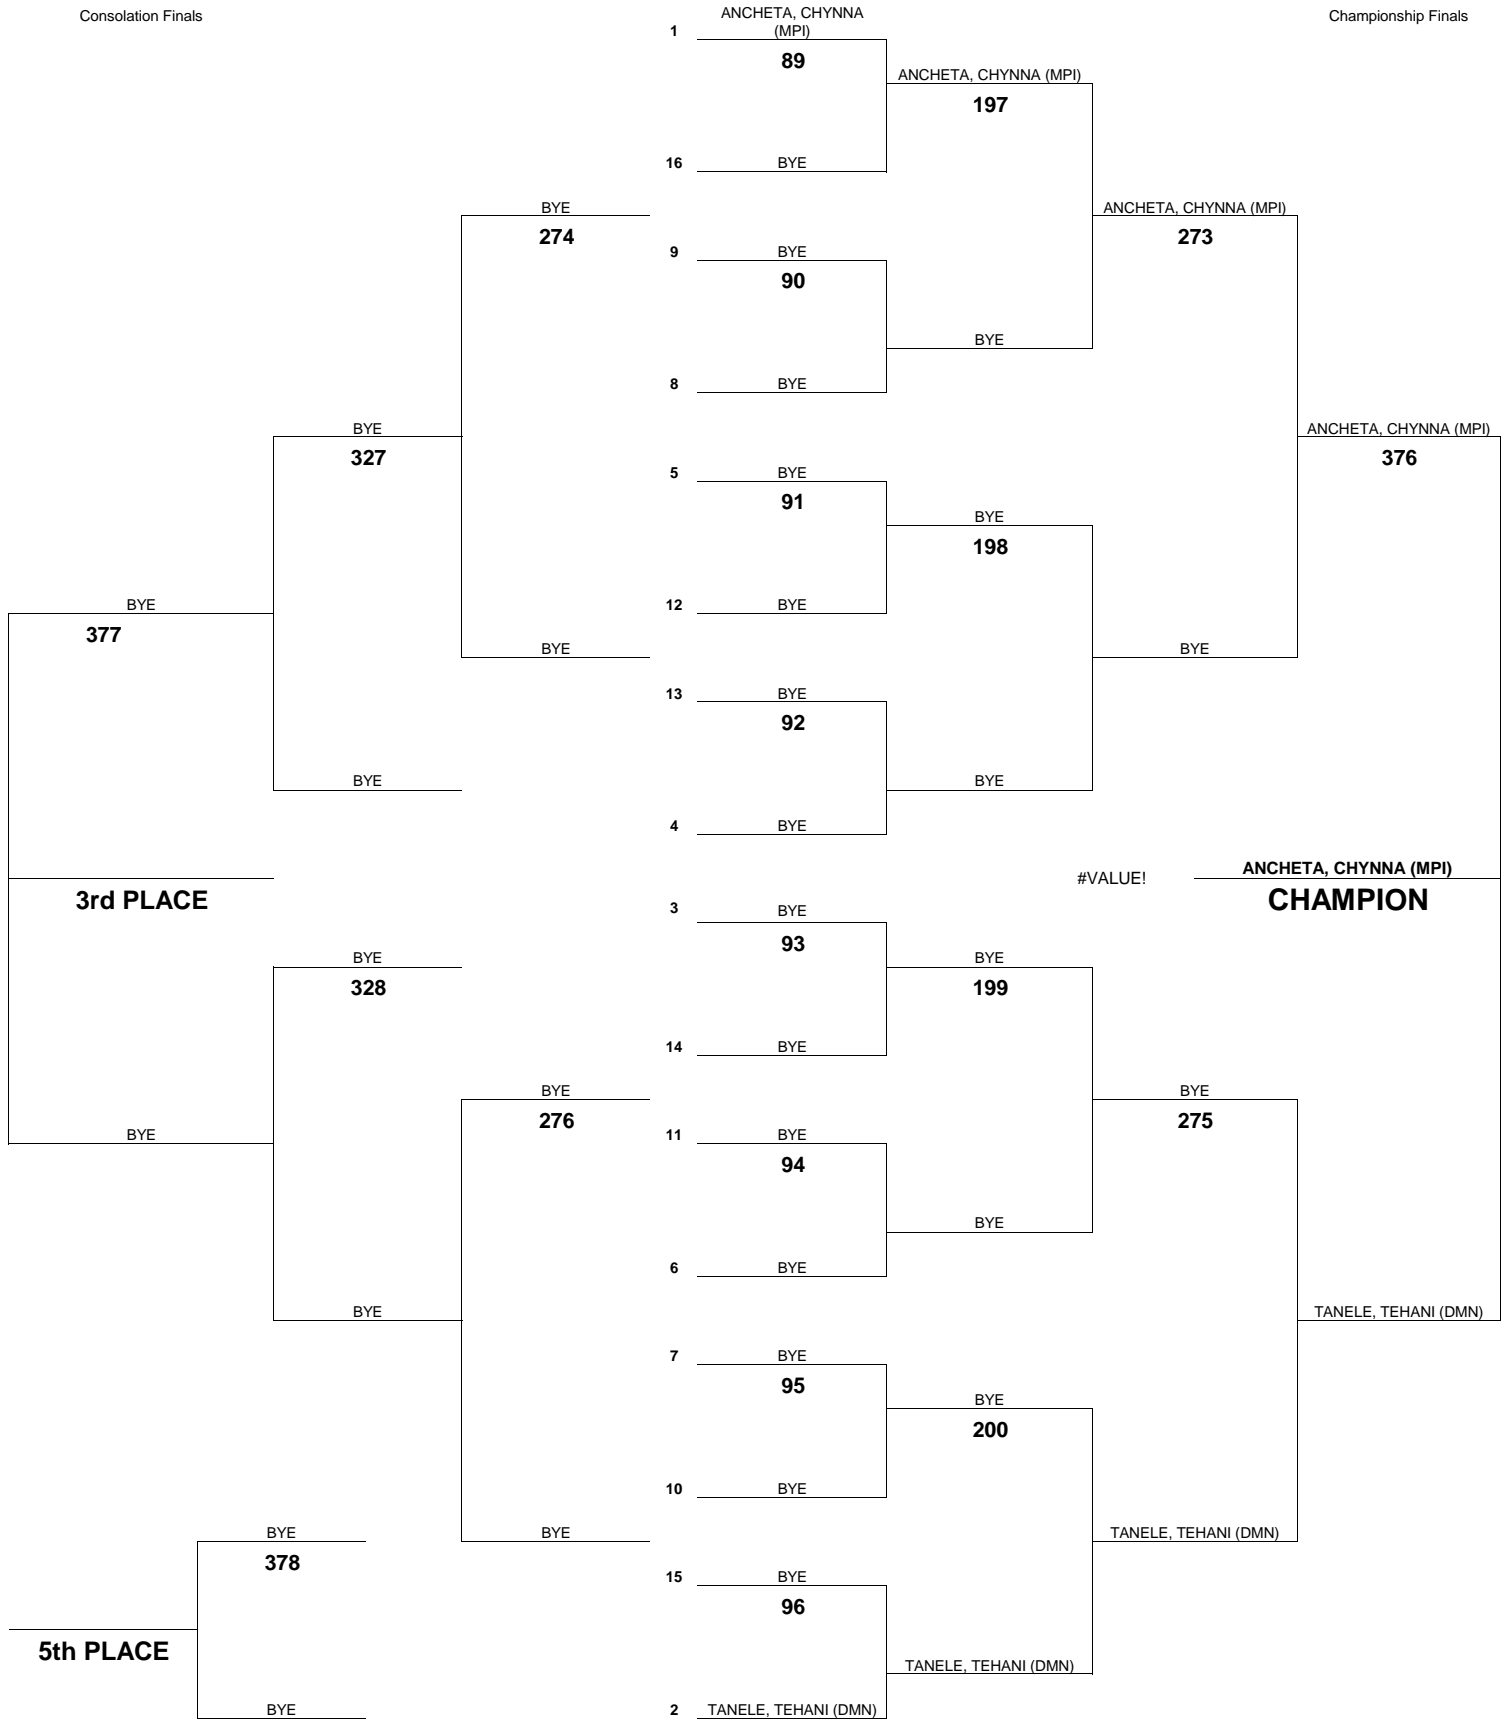 Consolation Finals
ANCHETA, CHYNNA
(MPI)
Championship Finals
1
89
ANCHETA, CHYNNA (MPI)
197
16 BYE
BYE
ANCHETA, CHYNNA (MPI)
274
273
9 BYE
90
BYE
8 BYE
BYE
ANCHETA, CHYNNA (MPI)
327
376
5 BYE
91
BYE
198
BYE
12 BYE
377
BYE
BYE
13 BYE
92
BYE
BYE
4 BYE
#VALUE!
ANCHETA, CHYNNA (MPI)
3rd PLACE
CHAMPION
3 BYE
93
BYE
BYE
328
199
14 BYE
BYE
BYE
276
275
BYE
11 BYE
94
BYE
6 BYE
BYE
TANELE, TEHANI (DMN)
7 BYE
95
BYE
200
10 BYE
BYE
BYE
TANELE, TEHANI (DMN)
378
15 BYE
96
5th PLACE
TANELE, TEHANI (DMN)
BYE
2 TANELE, TEHANI (DMN)